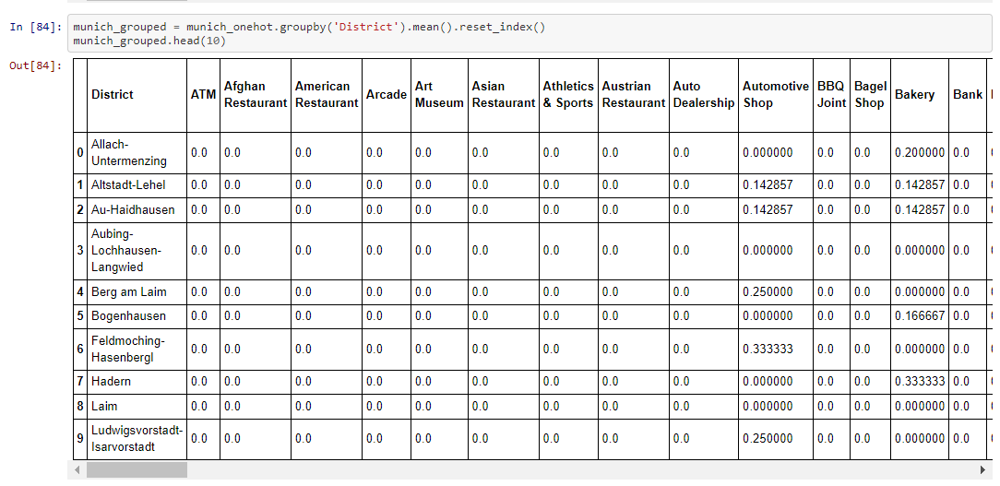 In [84]: munich_grouped = munich_onehot.groupby('District').mean().reset_index()
munich_grouped.head(10)
Out[84]:
District ATM Afghan Restaurant American Restaurant Arcade Art Museum Asian Restaurant Athletics & Sports Austrian Restaurant Auto Dealership Automotive Shop BBQ Joint Bagel Shop Bakery Bank
0 Allach-Untermenzing 0.0 0.0 0.0 0.0 0.0 0.0 0.0 0.0 0.0 0.000000 0.0 0.0 0.200000 0.0
1 Altstadt-Lehel 0.0 0.0 0.0 0.0 0.0 0.0 0.0 0.0 0.0 0.142857 0.0 0.0 0.142857 0.0
2 Au-Haidhausen 0.0 0.0 0.0 0.0 0.0 0.0 0.0 0.0 0.0 0.142857 0.0 0.0 0.142857 0.0
3 Aubing-Lochhausen-Langwied 0.0 0.0 0.0 0.0 0.0 0.0 0.0 0.0 0.0 0.000000 0.0 0.0 0.000000 0.0
4 Berg am Laim 0.0 0.0 0.0 0.0 0.0 0.0 0.0 0.0 0.0 0.250000 0.0 0.0 0.000000 0.0
5 Bogenhausen 0.0 0.0 0.0 0.0 0.0 0.0 0.0 0.0 0.0 0.000000 0.0 0.0 0.166667 0.0
6 Feldmoching-Hasenbergl 0.0 0.0 0.0 0.0 0.0 0.0 0.0 0.0 0.0 0.333333 0.0 0.0 0.000000 0.0
7 Hadern 0.0 0.0 0.0 0.0 0.0 0.0 0.0 0.0 0.0 0.000000 0.0 0.0 0.333333 0.0
8 Laim 0.0 0.0 0.0 0.0 0.0 0.0 0.0 0.0 0.0 0.000000 0.0 0.0 0.000000 0.0
9 Ludwigsvorstadt-Isarvorstadt 0.0 0.0 0.0 0.0 0.0 0.0 0.0 0.0 0.0 0.250000 0.0 0.0 0.000000 0.0